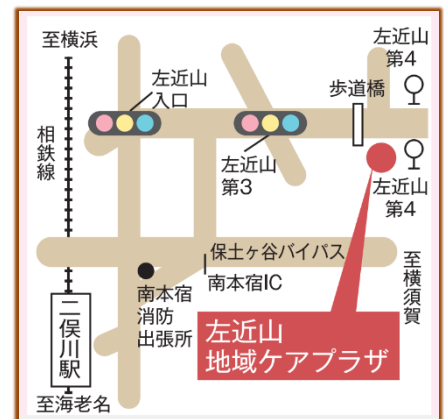 至横浜
左近山
第4
左近山
入口
歩道橋
相鉄線
左近山
第3
左近山
第4
保土ヶ谷バイパス
南本宿IC
至横須賀
南本宿
消防
出張所
左近山
地域ケアプラザ
二俣川駅
至海老名